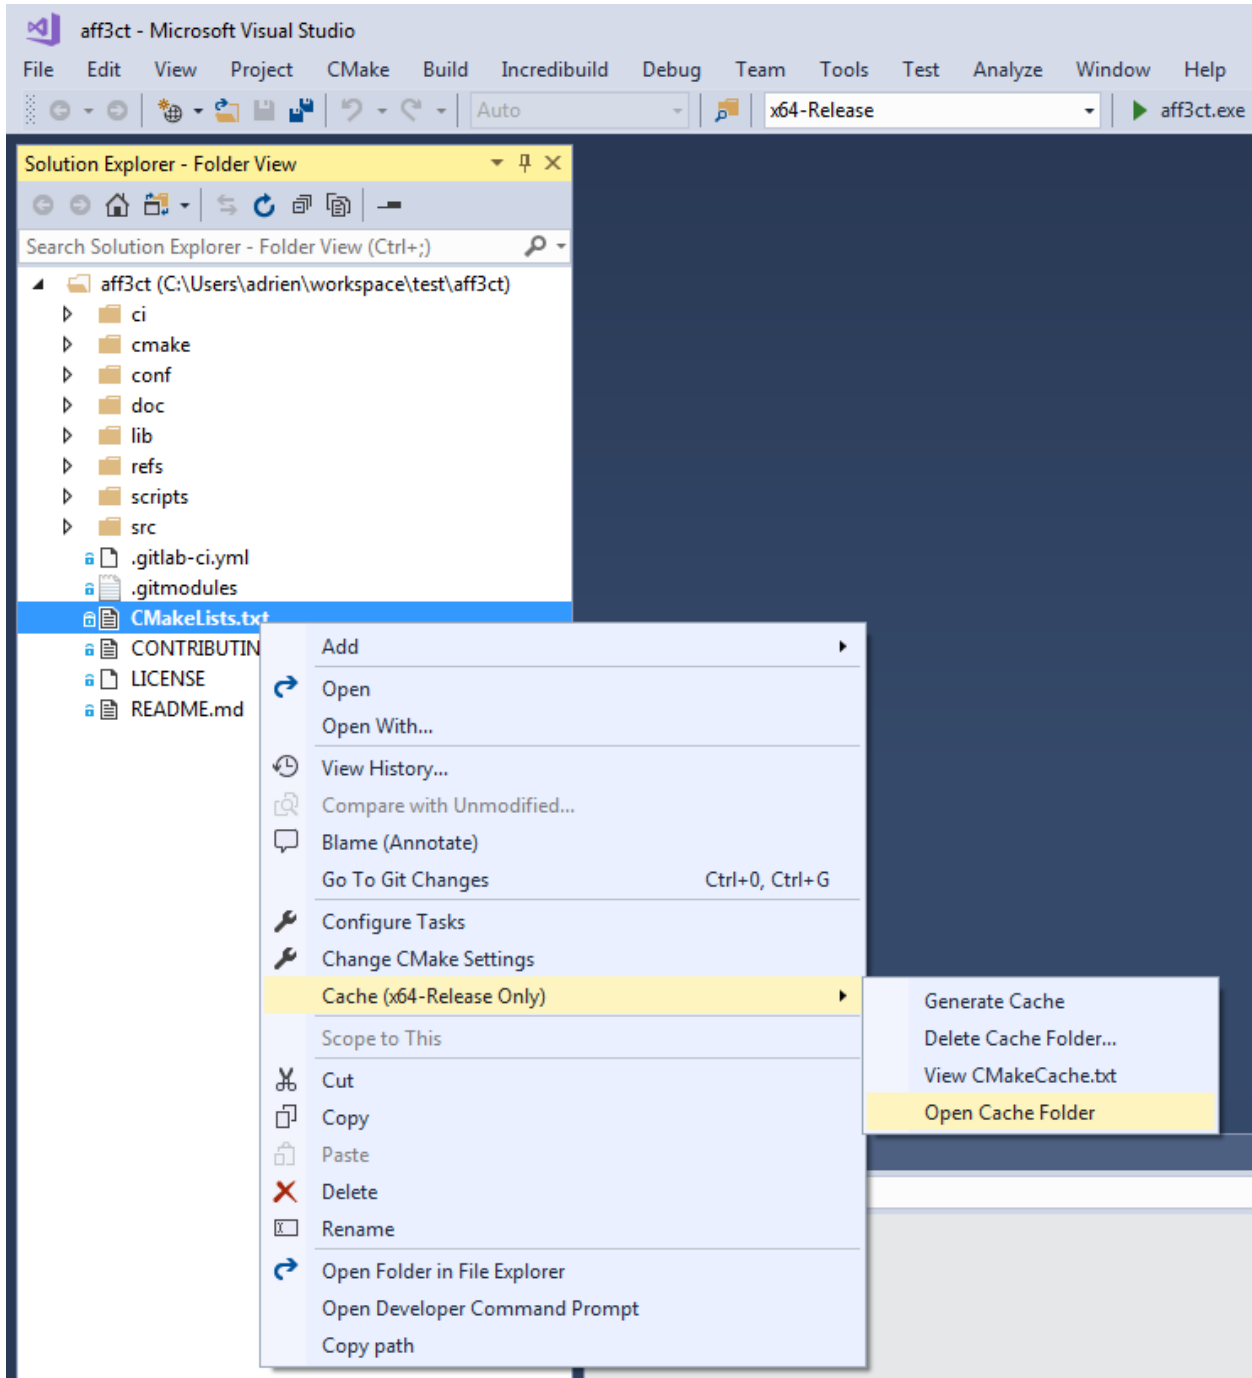 aff3ct - Microsoft Visual Studio
File Edit View Project CMake Build Incredibuild Debug Team Tools Test Analyze Window Help
Auto x64-Release aff3ct.exe
Solution Explorer - Folder View
Search Solution Explorer - Folder View (Ctrl+;)
aff3ct (C:\Users\adrien\workspace\test\aff3ct)
ci
cmake
conf
doc
lib
refs
scripts
src
.gitlab-ci.yml
.gitmodules
CMakeLists.txt
CONTRIBUTIN
LICENSE
README.md
Add
Open
Open With...
View History...
Compare with Unmodified...
Blame (Annotate)
Go To Git Changes Ctrl+0, Ctrl+G
Configure Tasks
Change CMake Settings
Cache (x64-Release Only)
Scope to This
Cut
Copy
Paste
Delete
Rename
Open Folder in File Explorer
Open Developer Command Prompt
Copy path
Generate Cache
Delete Cache Folder...
View CMakeCache.txt
Open Cache Folder